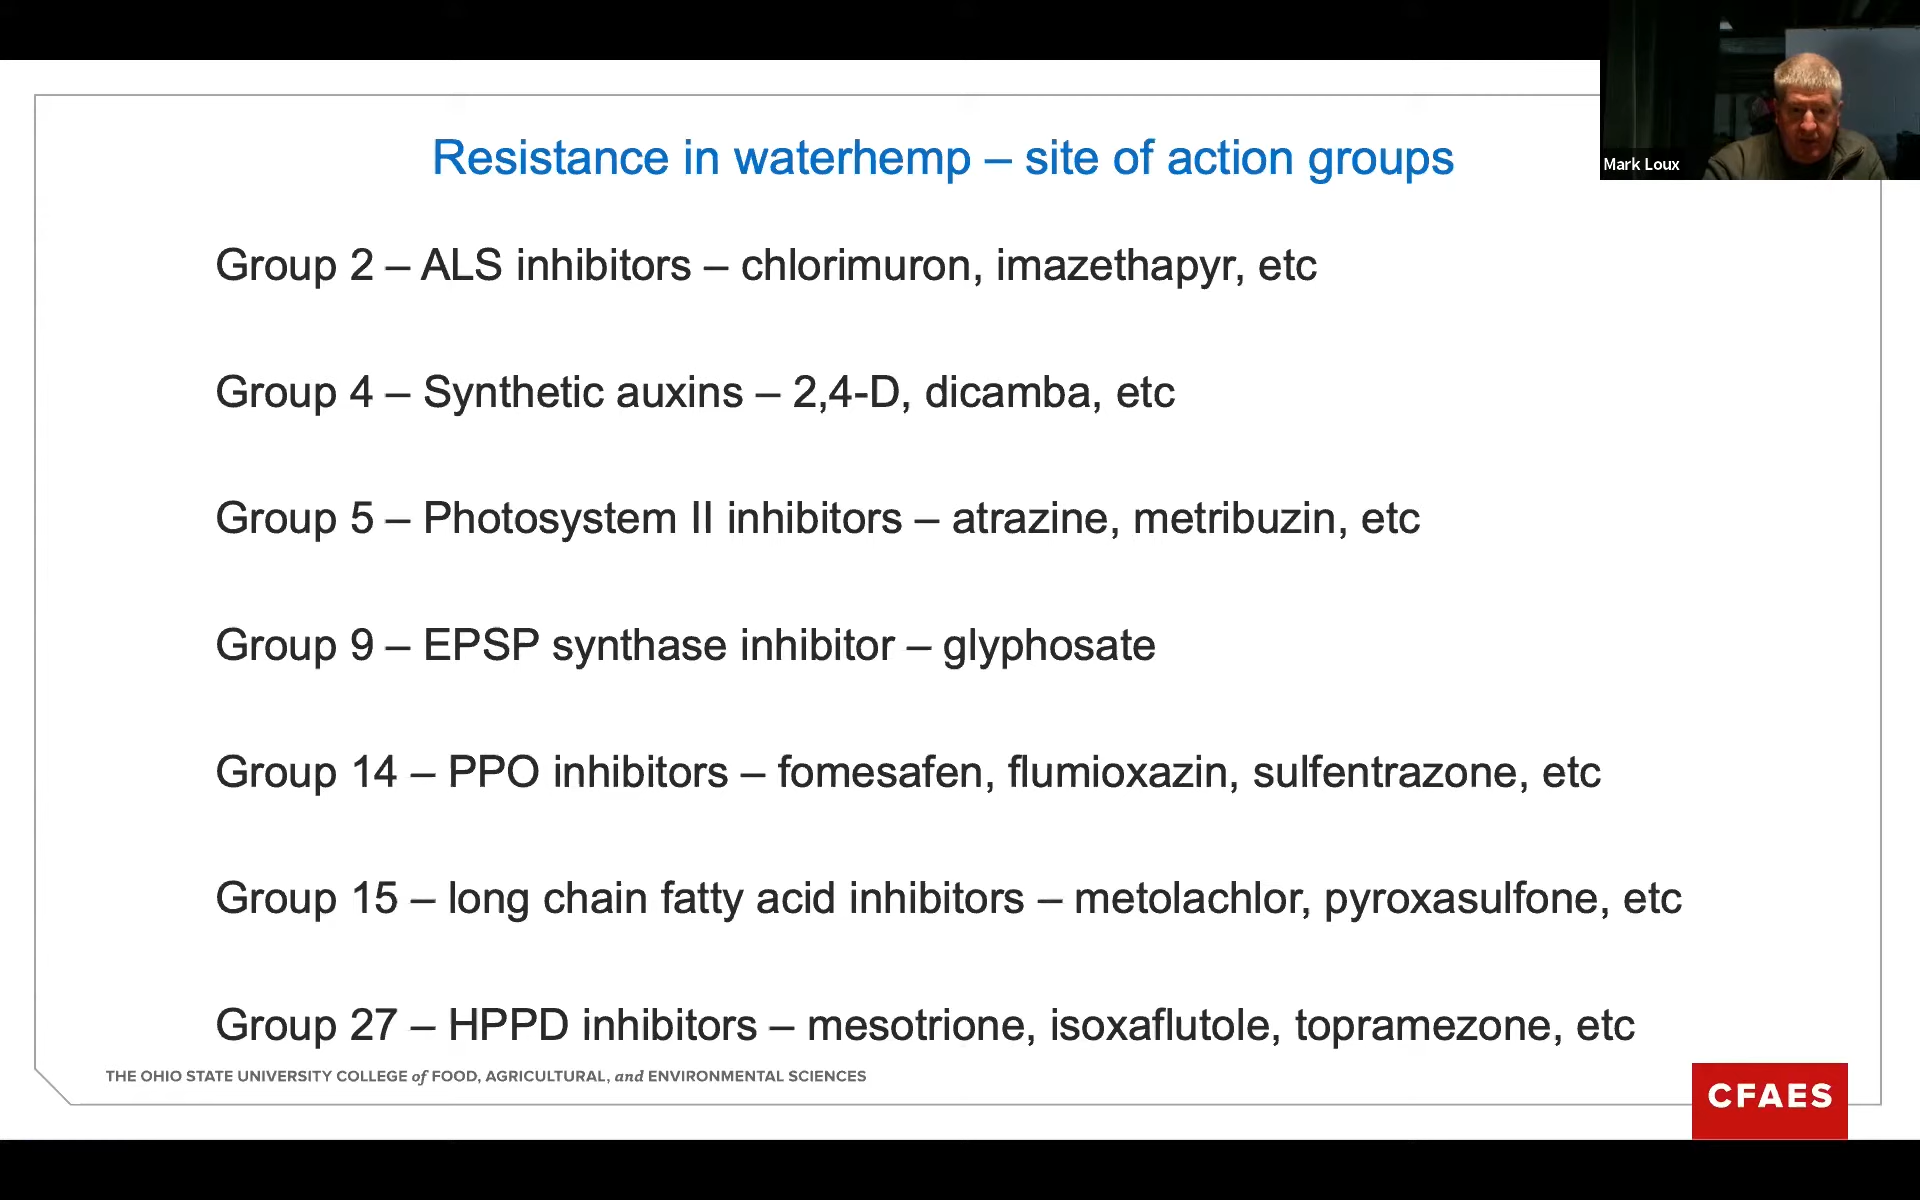 Resistance in waterhemp – site of action groups
Mark Loux
Group 2 – ALS inhibitors – chlorimuron, imazethapyr, etc
Group 4 – Synthetic auxins – 2,4-D, dicamba, etc
Group 5 – Photosystem II inhibitors – atrazine, metribuzin, etc
Group 9 – EPSP synthase inhibitor – glyphosate
Group 14 – PPO inhibitors – fomesafen, flumioxazin, sulfentrazone, etc
Group 15 – long chain fatty acid inhibitors – metolachlor, pyroxasulfone, etc
Group 27 – HPPD inhibitors – mesotrione, isoxaflutole, topramezone, etc
THE OHIO STATE UNIVERSITY COLLEGE of FOOD, AGRICULTURAL, and ENVIRONMENTAL SCIENCES
CFAES